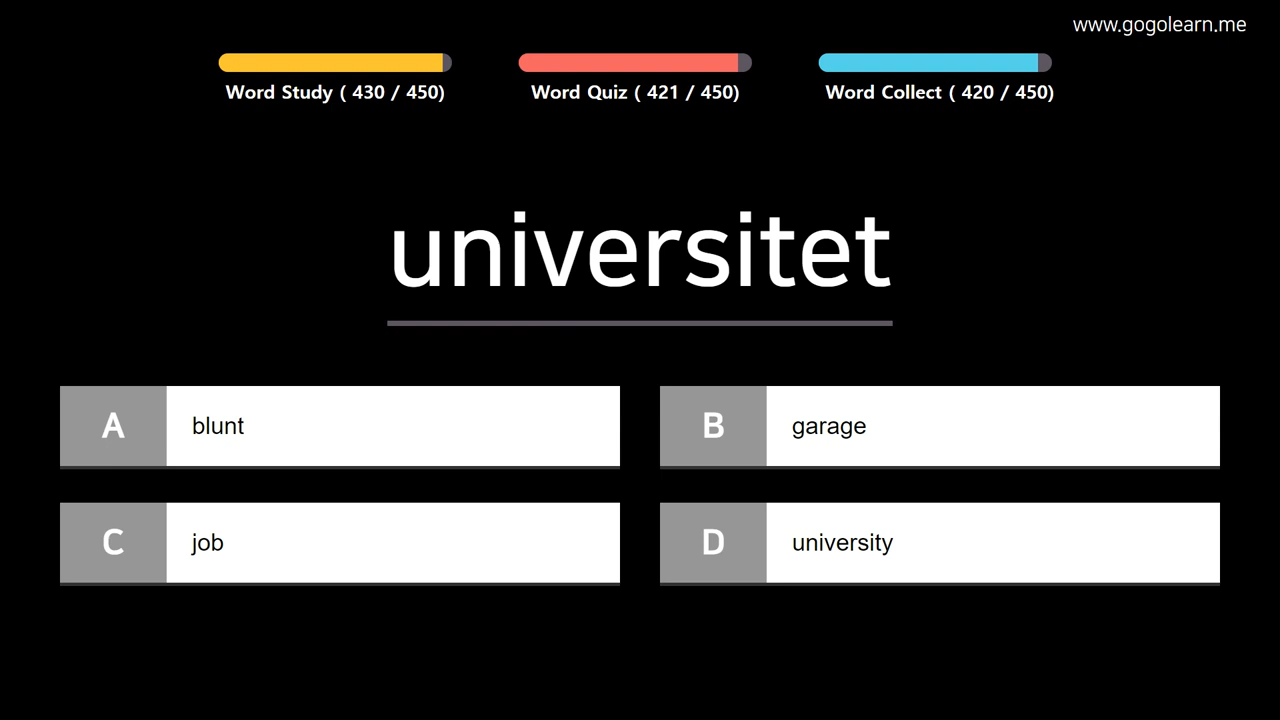 www.gogolearn.me
Word Study ( 430 / 450)
Word Quiz ( 421 / 450)
Word Collect ( 420 / 450)
universitet
A blunt
B garage
C job
D university